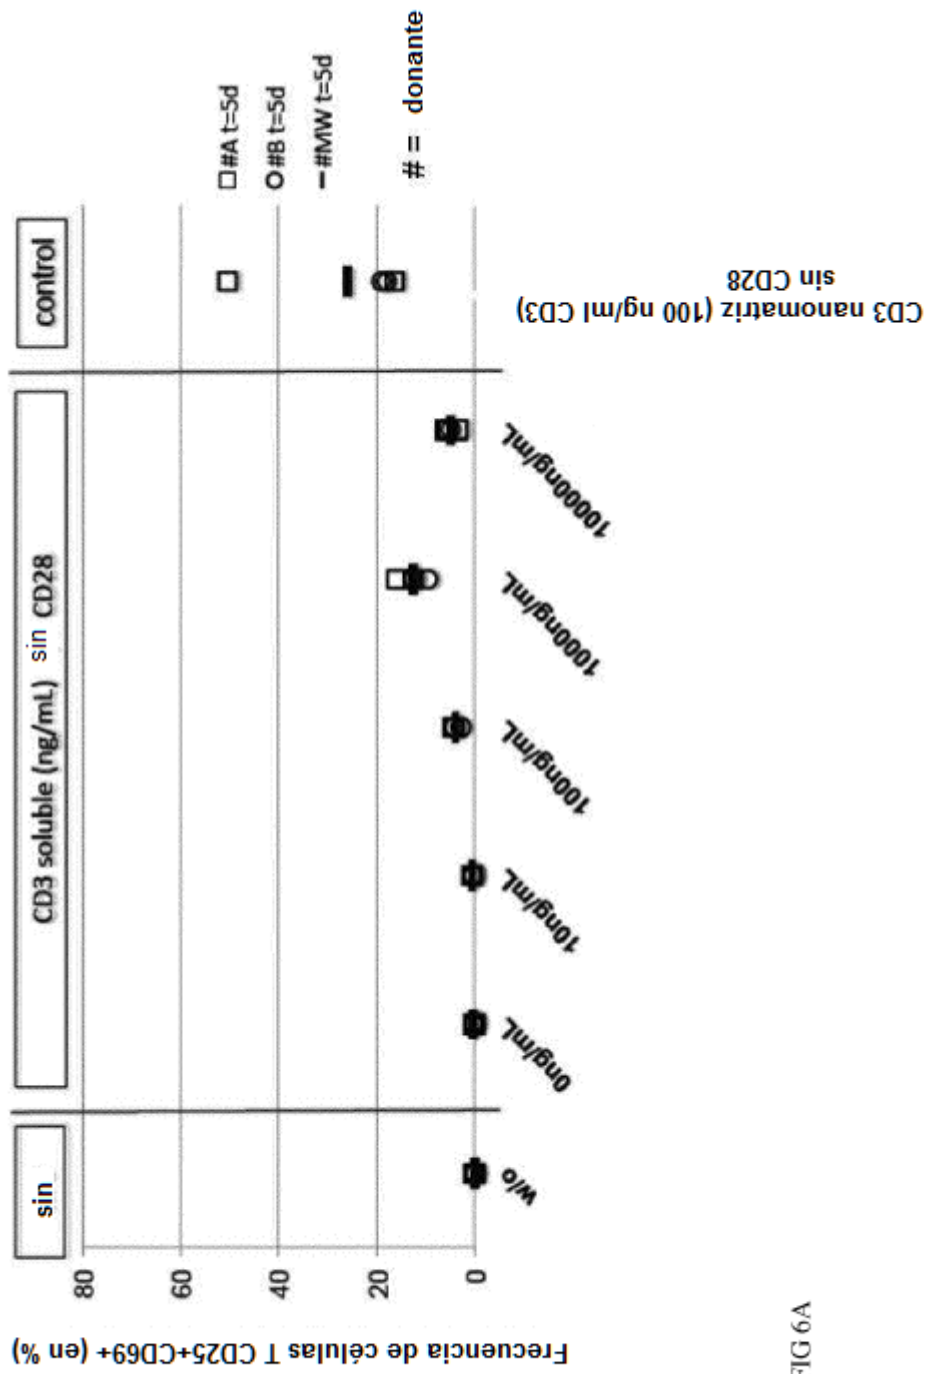 sin
CD3 soluble (ng/mL) sin CD28
control
Frecuencia de células T CD25+CD69+ (en %)
80
60
40
20
0
□#A t=5d
O#B t=5d
–#MW t=5d
# = donante
w/o
0ng/mL
10ng/mL
100ng/mL
1000ng/mL
10000ng/mL
CD3 nanomatriz (100 ng/ml CD3)
sin CD28
FIG 6A